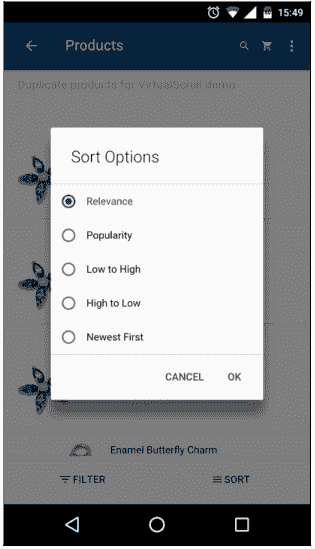 15:49
Products
Duplicate products for VirtualScroll demo
Sort Options
Relevance
Popularity
Low to High
High to Low
Newest First
CANCEL OK
Enamel Butterfly Charm
FILTER SORT